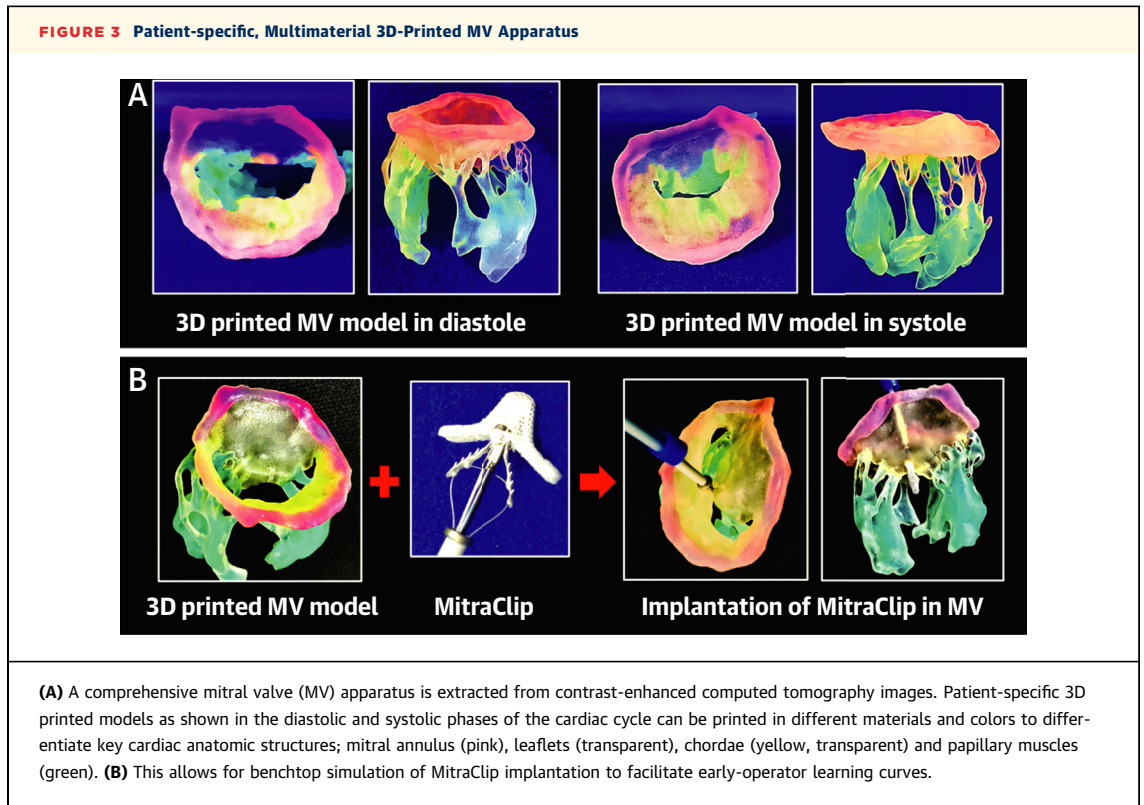 FIGURE 3 Patient-specific, Multimaterial 3D-Printed MV Apparatus
A
3D printed MV model in diastole
3D printed MV model in systole
B
3D printed MV model
MitraClip
Implantation of MitraClip in MV
(A) A comprehensive mitral valve (MV) apparatus is extracted from contrast-enhanced computed tomography images. Patient-specific 3D
printed models as shown in the diastolic and systolic phases of the cardiac cycle can be printed in different materials and colors to differ-
entiate key cardiac anatomic structures; mitral annulus (pink), leaflets (transparent), chordae (yellow, transparent) and papillary muscles
(green). (B) This allows for benchtop simulation of MitraClip implantation to facilitate early-operator learning curves.